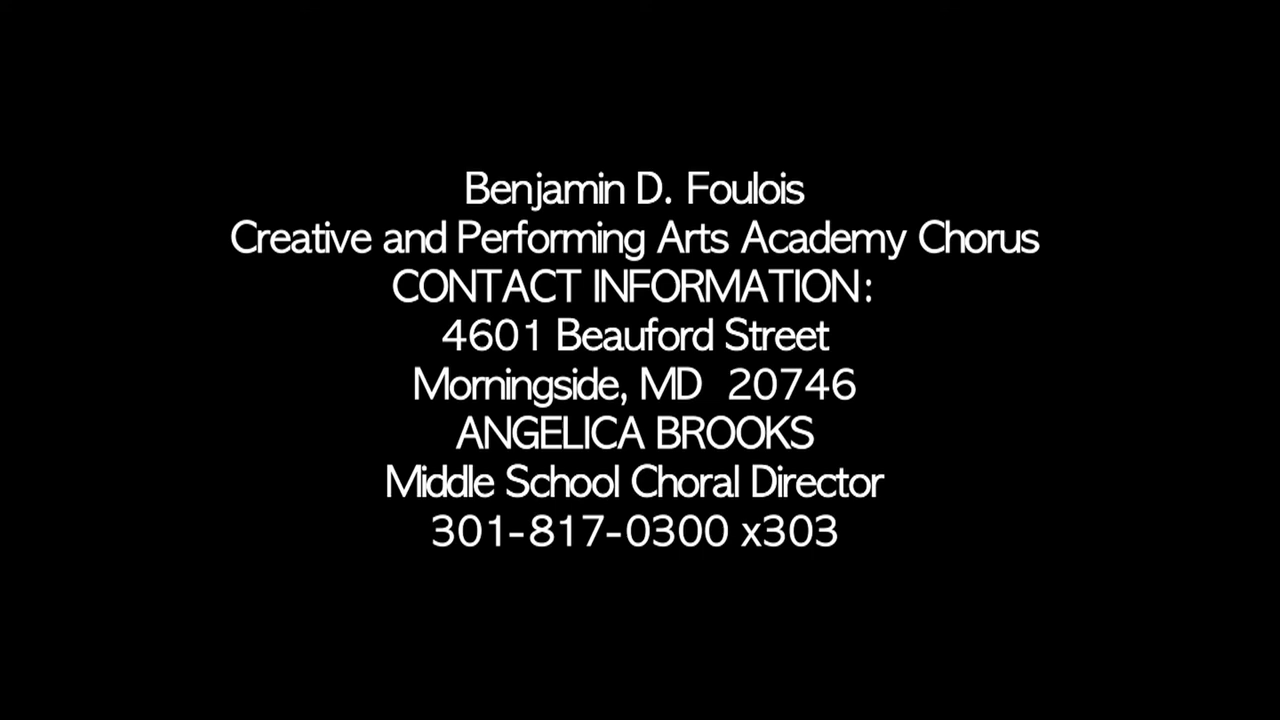 Benjamin D. Foulois
Creative and Performing Arts Academy Chorus
CONTACT INFORMATION:
4601 Beauford Street
Morningside, MD  20746
ANGELICA BROOKS
Middle School Choral Director
301-817-0300 x303